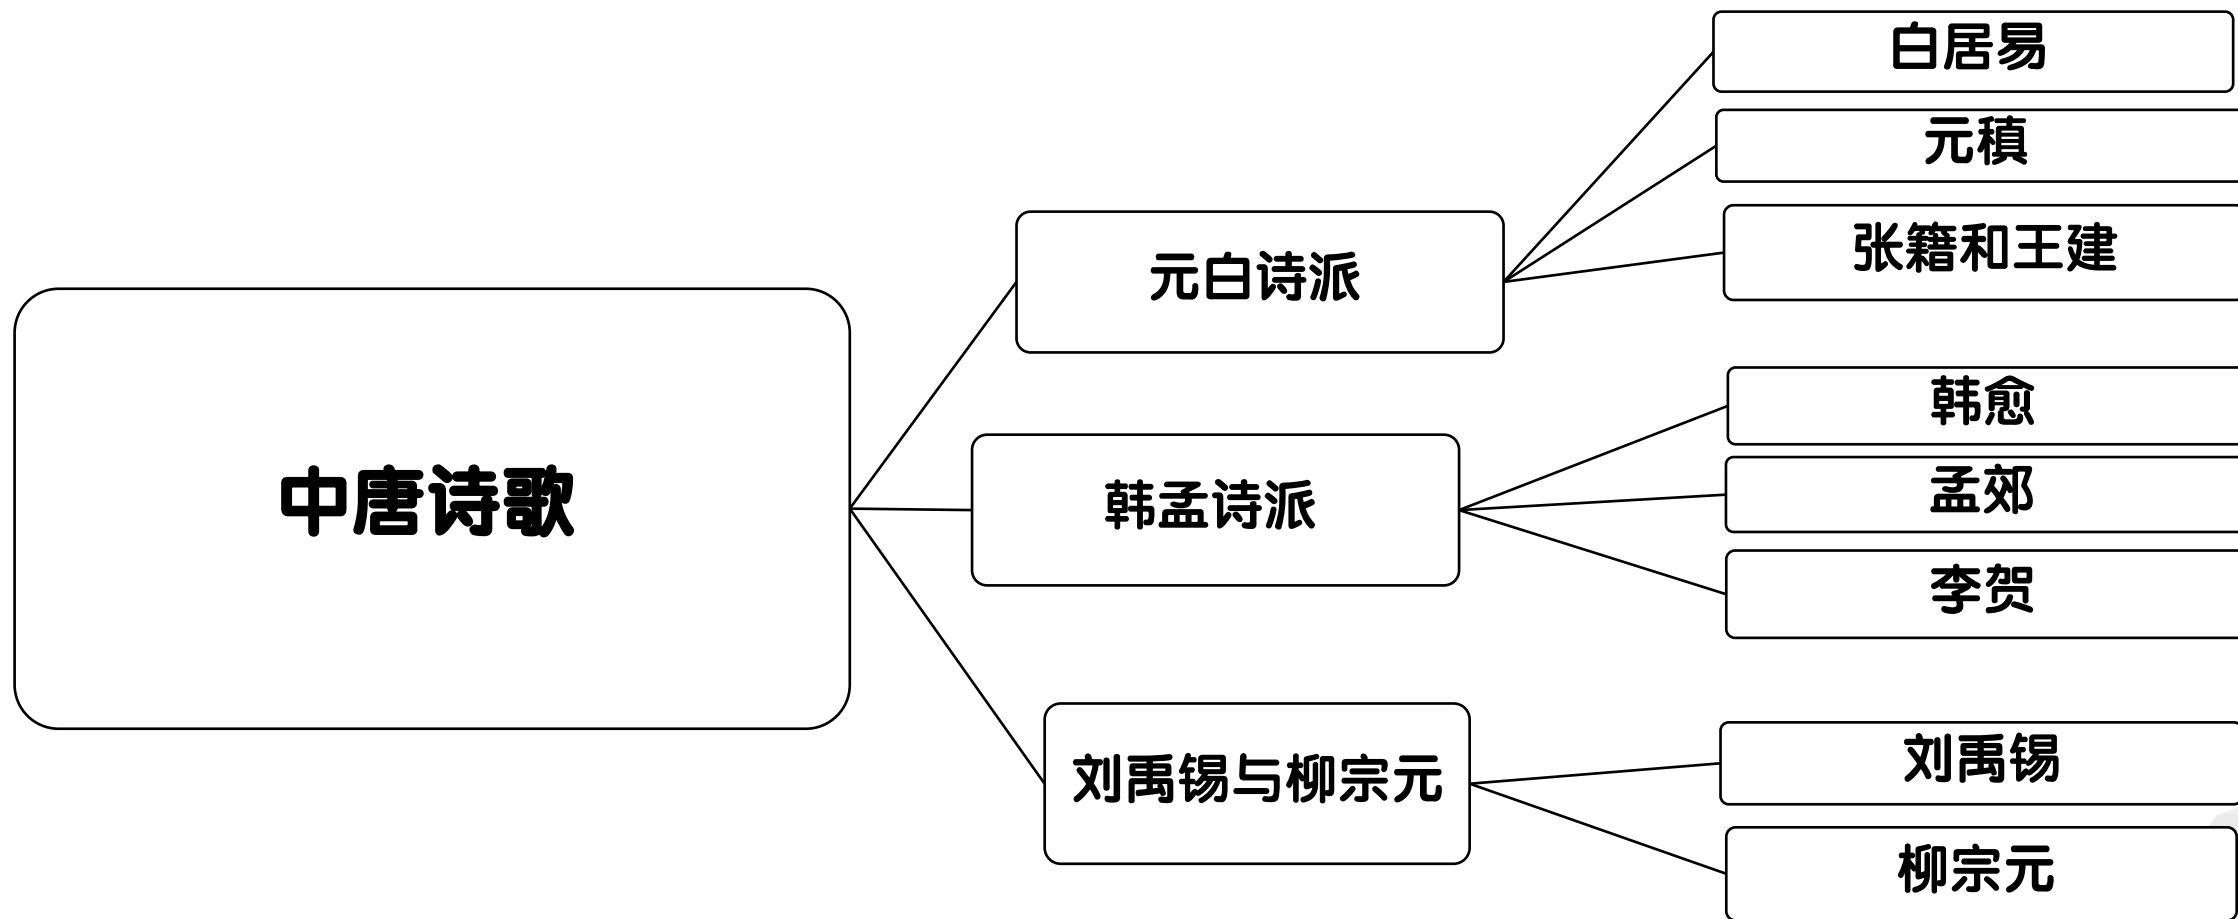 中唐诗歌
元白诗派
白居易
元稹
张籍和王建
韩孟诗派
韩愈
孟郊
李贺
刘禹锡与柳宗元
刘禹锡
柳宗元